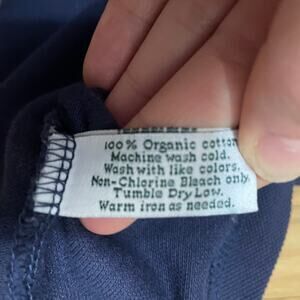 100% Organic cotton
Machine wash cold.
Wash with like colors.
Non-Chlorine Bleach only.
Tumble Dry Low.
Warm iron as needed.